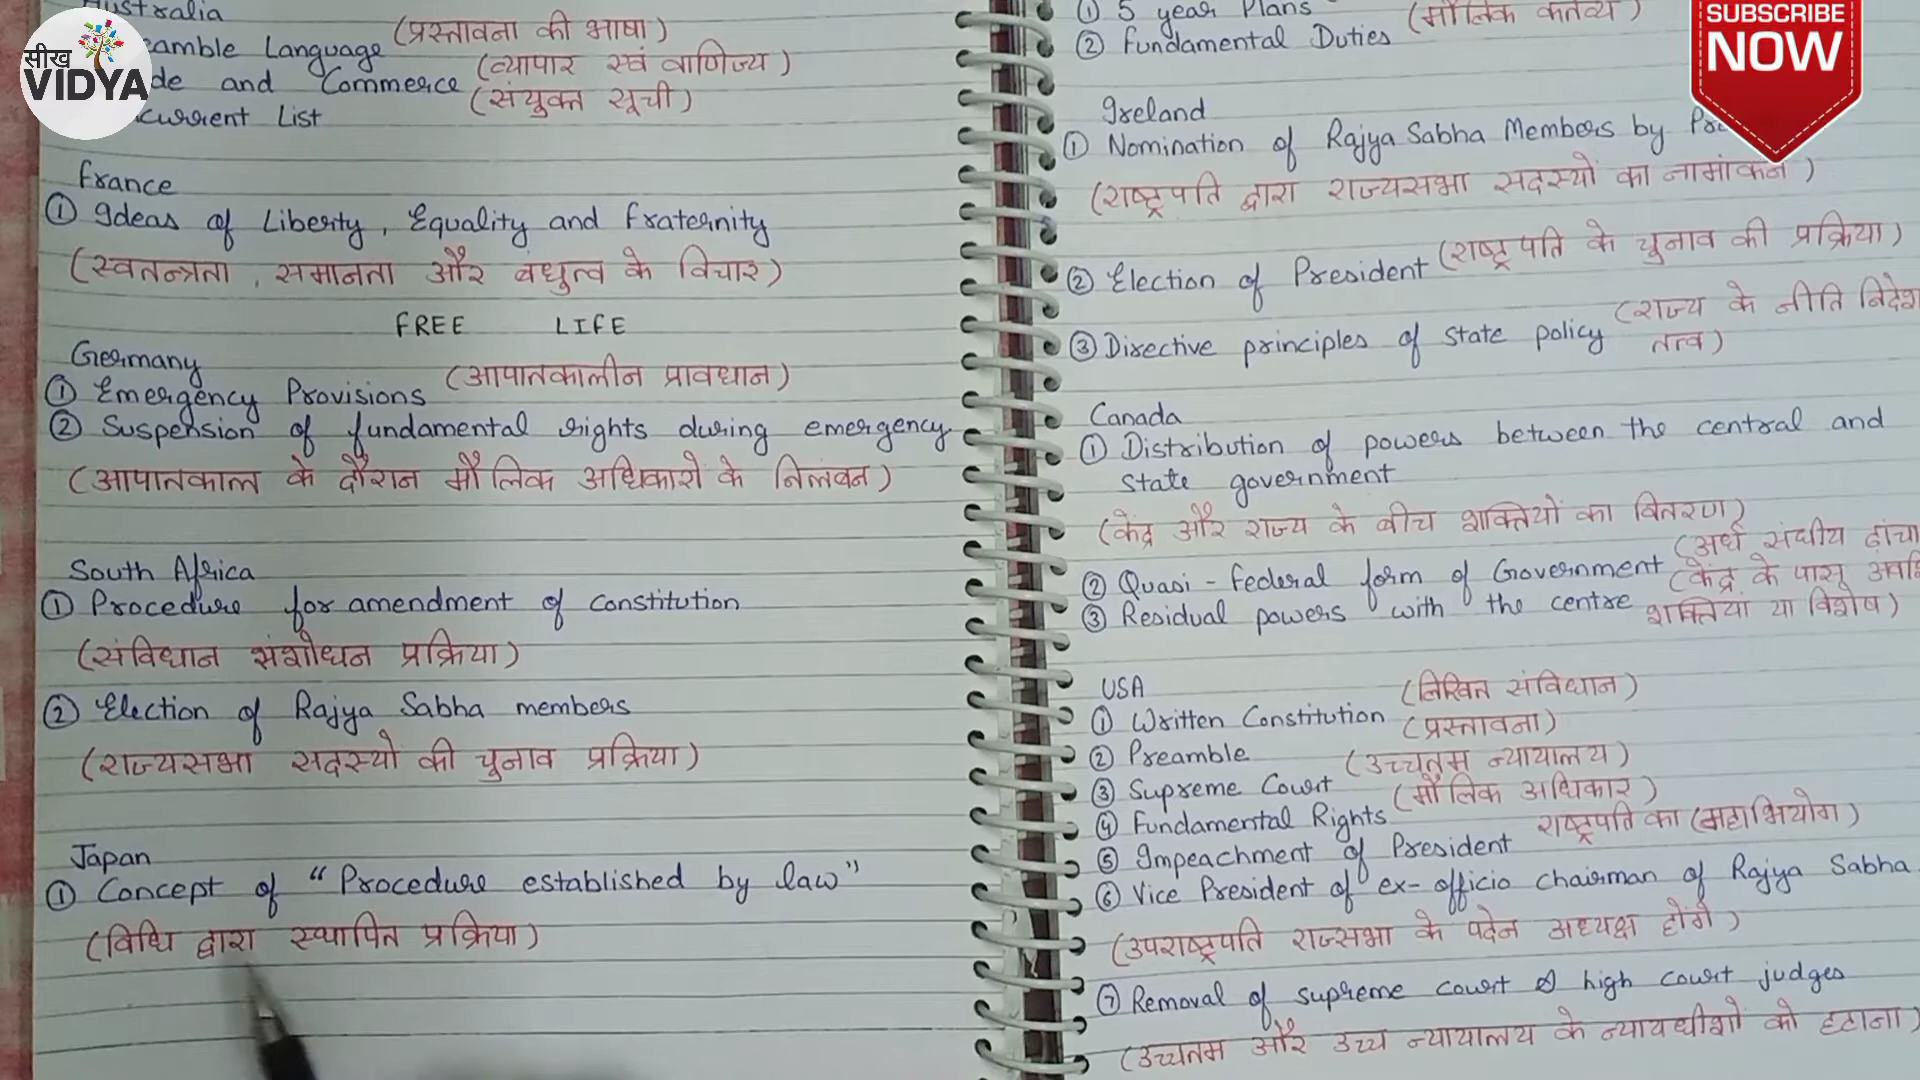 सीख
VIDYA
Australia
amble Language (प्रस्तावना की भाषा)
de and Commerce (व्यापार एवं वाणिज्य)
current List (संयुक्त सूची)
France
① Ideas of Liberty, Equality and Fraternity
(स्वतन्त्रता, समानता और बंधुत्व के विचार)
FREE LIFE
Germany
① Emergency Provisions (आपातकालीन प्रावधान)
② Suspension of fundamental rights during emergency
(आपातकाल के दौरान मौलिक अधिकारो के निलंबन)
South Africa
① Procedure for amendment of constitution
(संविधान संशोधन प्रक्रिया)
② Election of Rajya Sabha members
(राज्यसभा सदस्यो की चुनाव प्रक्रिया)
Japan
① Concept of "Procedure established by law"
(विधि द्वारा स्थापित प्रक्रिया)
① 5 year Plans
② Fundamental Duties (मौलिक कर्तव्य)
Ireland
① Nomination of Rajya Sabha Members by
(राष्ट्रपति द्वारा राज्यसभा सदस्यों का नामांकन)
② Election of President (राष्ट्रपति के चुनाव की प्रक्रिया)
③ Directive principles of state policy (राज्य के नीति निदेश
तत्व)
Canada
① Distribution of powers between the central and
state government
(केंद्र और राज्य के बीच शक्तियों का वितरण)
② Quasi-Federal form of Government (अर्ध संघीय ढांचा
③ Residual powers with the centre (केंद्र के पास
शक्तियां या विशेष)
USA
① Written Constitution (लिखित संविधान)
② Preamble (प्रस्तावना)
③ Supreme Court (उच्चतम न्यायालय)
④ Fundamental Rights (मौलिक अधिकार)
⑤ Impeachment of President राष्ट्रपति का (महाभियोग)
⑥ Vice President of ex-officio chairman of Rajya Sabha
(उपराष्ट्रपति राज्सभा के पदेन अध्यक्ष होंगे)
⑦ Removal of supreme court & high court judges
(उच्चतम और उच्च न्यायालय के न्यायधीशों को हटाना)
SUBSCRIBE
NOW